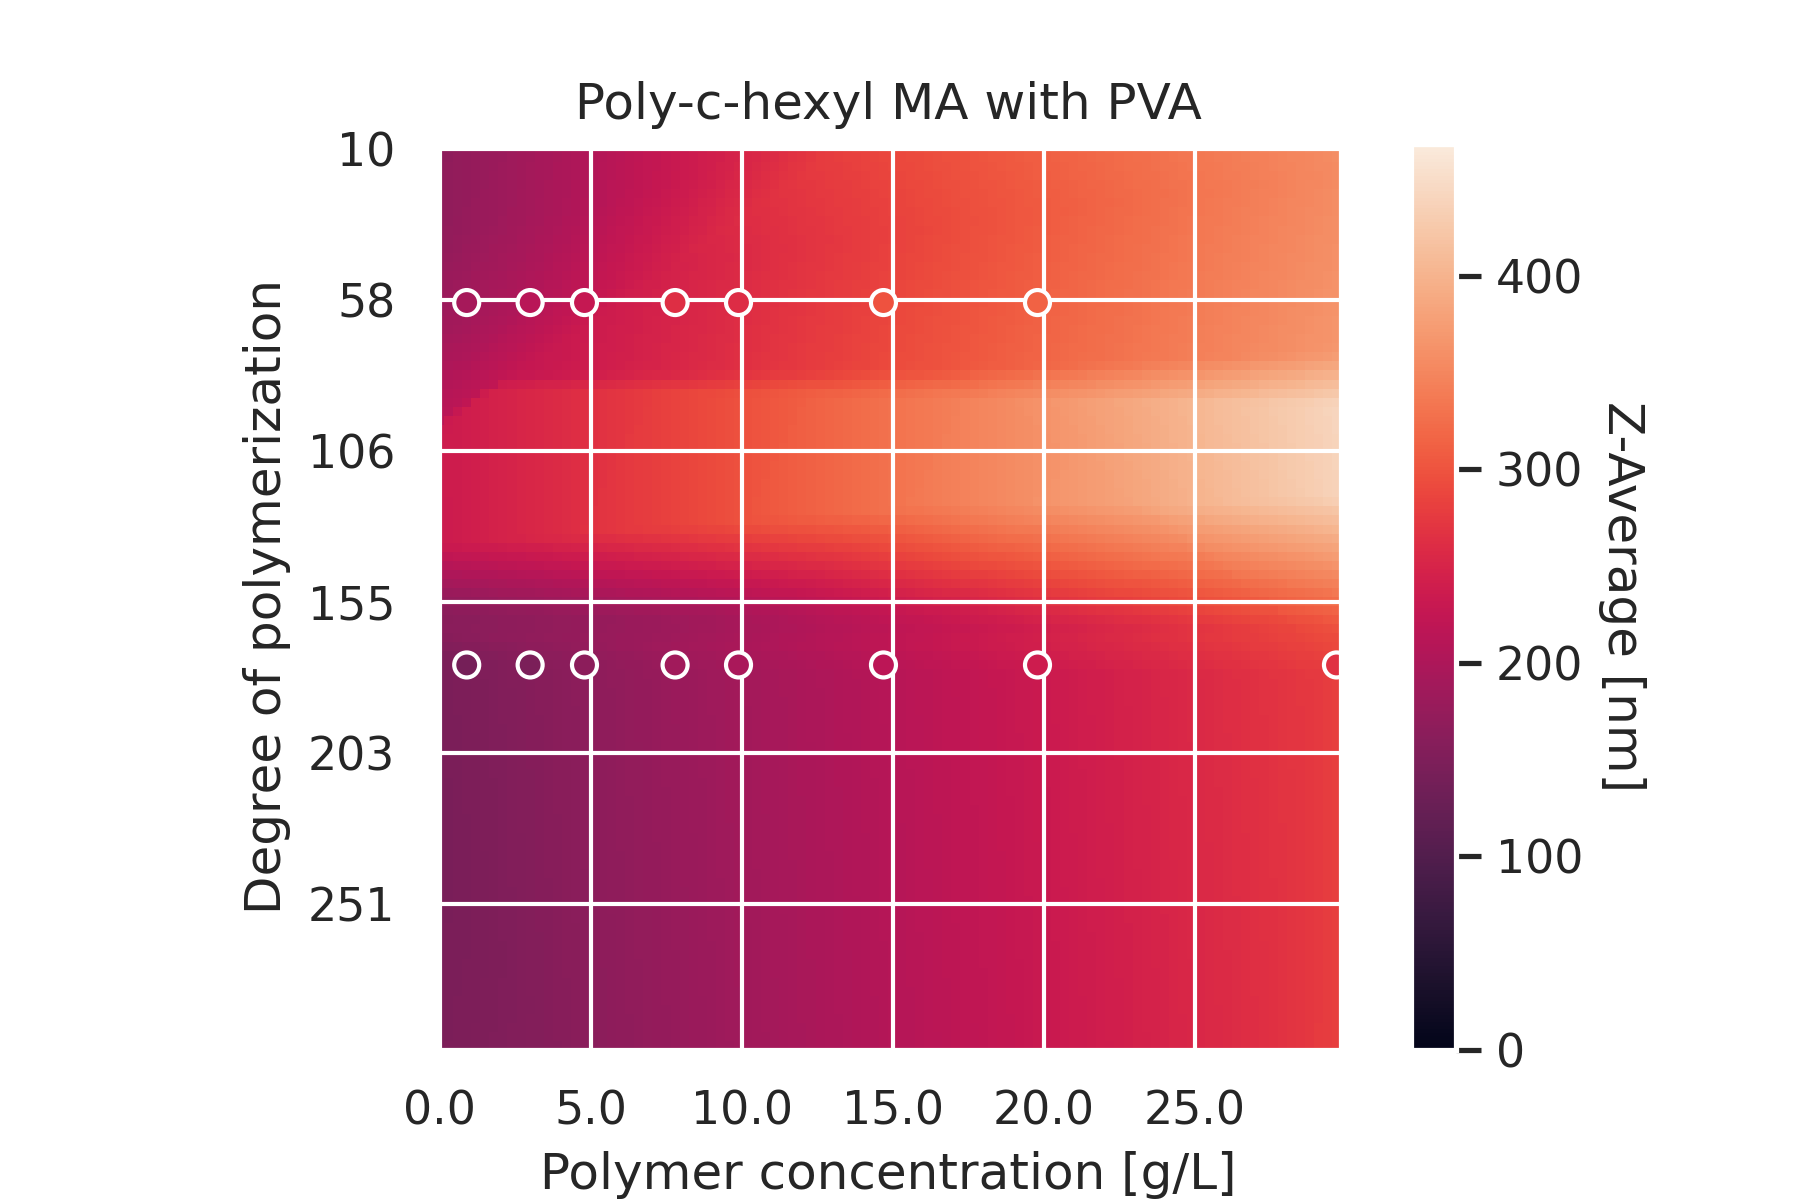 Poly-c-hexyl MA with PVA
10
58
106
155
203
251
Degree of polymerization
0.0 5.0 10.0 15.0 20.0 25.0
Polymer concentration [g/L]
400
300
200
100
0
Z-Average [nm]